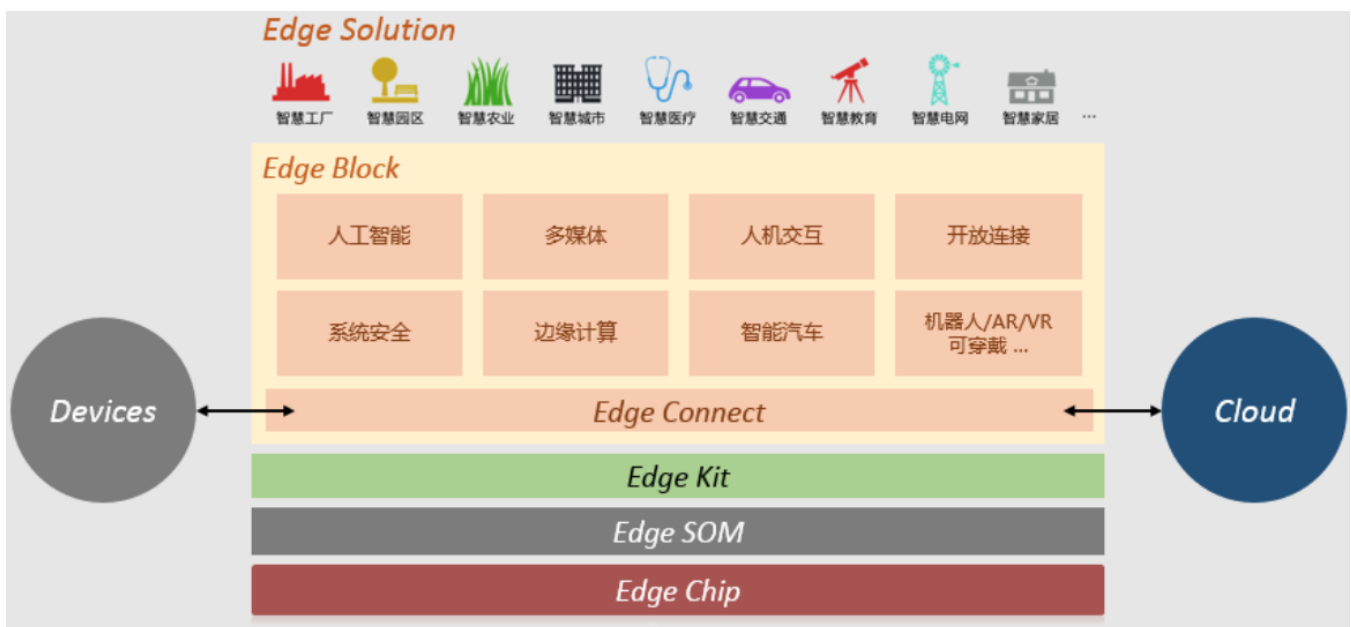 Edge Solution
智慧工厂
智慧园区
智慧农业
智慧城市
智慧医疗
智慧交通
智慧教育
智慧电网
智慧家居
...
Edge Block
人工智能
多媒体
人机交互
开放连接
系统安全
边缘计算
智能汽车
机器人/AR/VR
可穿戴 ...
Devices
Edge Connect
Cloud
Edge Kit
Edge SOM
Edge Chip